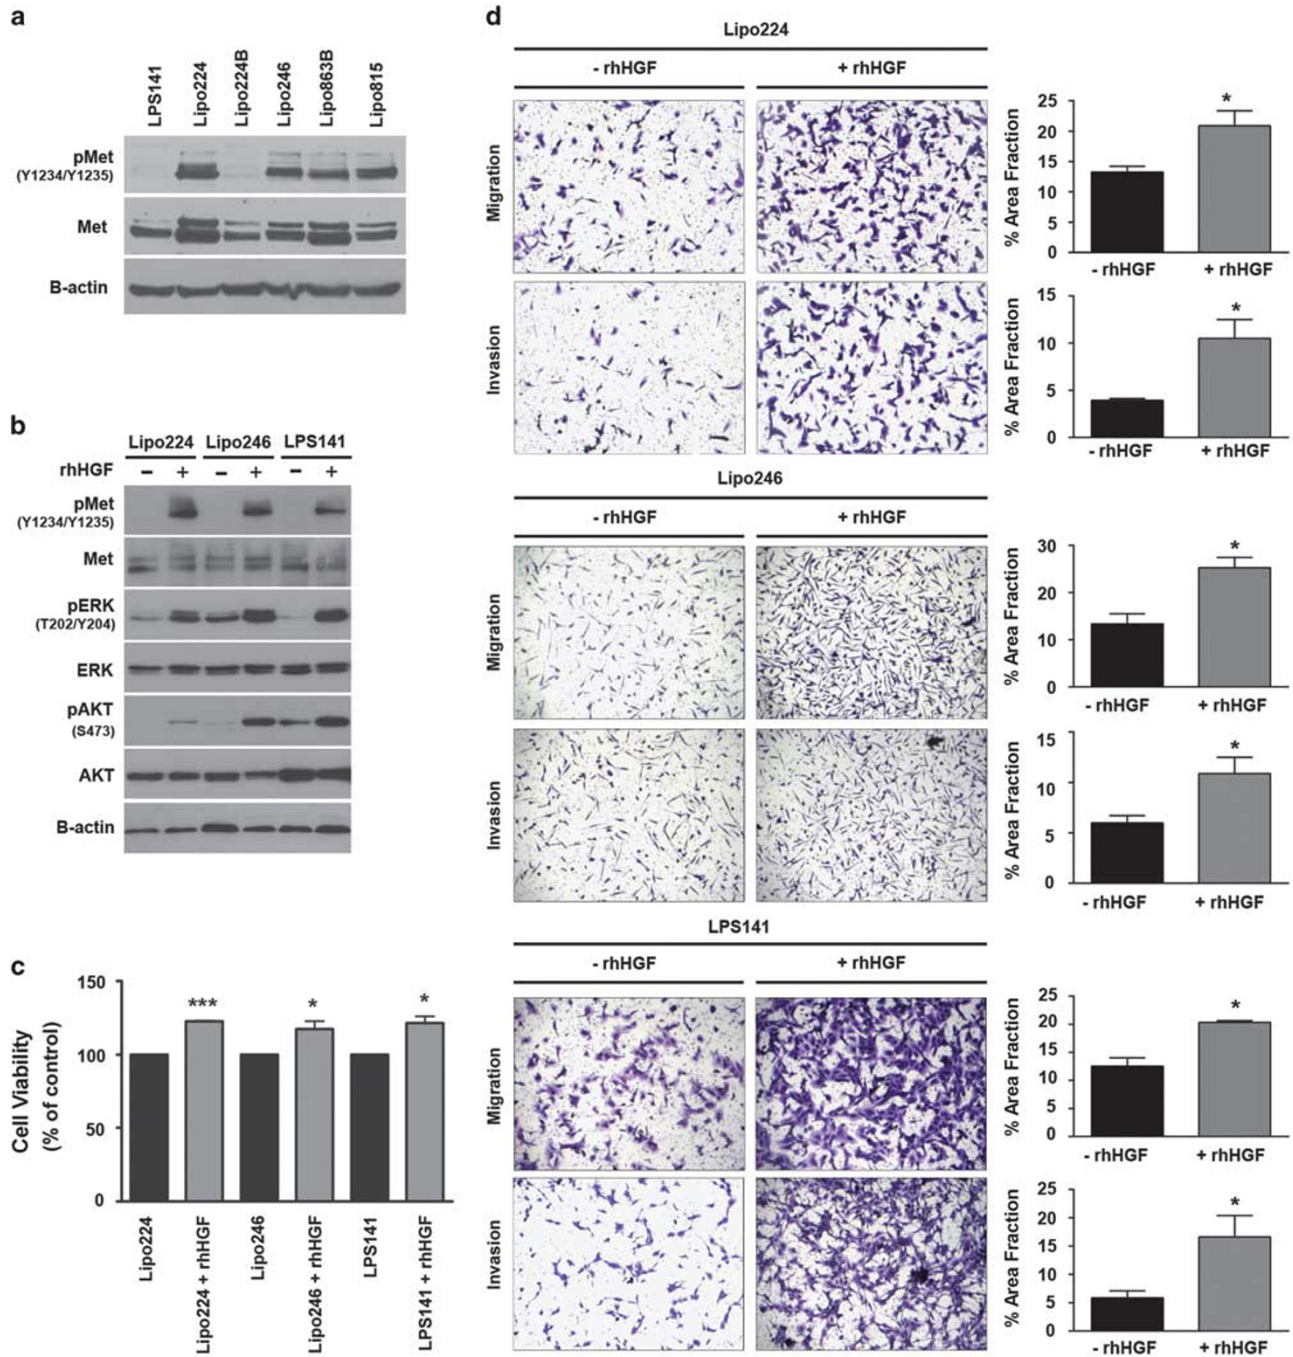 a
LPS141
Lipo224
Lipo224B
Lipo246
Lipo863B
Lipo815
pMet
(Y1234/Y1235)
Met
B-actin
b
Lipo224 Lipo246 LPS141
rhHGF - + - + - +
pMet
(Y1234/Y1235)
Met
pERK
(T202/Y204)
ERK
pAKT
(S473)
AKT
B-actin
c
Cell Viability
(% of control)
150
100
50
0
*** * *
Lipo224
Lipo224 + rhHGF
Lipo246
Lipo246 + rhHGF
LPS141
LPS141 + rhHGF
d
Lipo224
- rhHGF + rhHGF
Migration
% Area Fraction
25
20
15
10
5
0
*
- rhHGF + rhHGF
Invasion
% Area Fraction
15
10
5
0
*
- rhHGF + rhHGF
Lipo246
- rhHGF + rhHGF
Migration
% Area Fraction
30
20
10
0
*
- rhHGF + rhHGF
Invasion
% Area Fraction
15
10
5
0
*
- rhHGF + rhHGF
LPS141
- rhHGF + rhHGF
Migration
% Area Fraction
25
20
15
10
5
0
*
- rhHGF + rhHGF
Invasion
% Area Fraction
25
20
15
10
5
0
*
- rhHGF + rhHGF